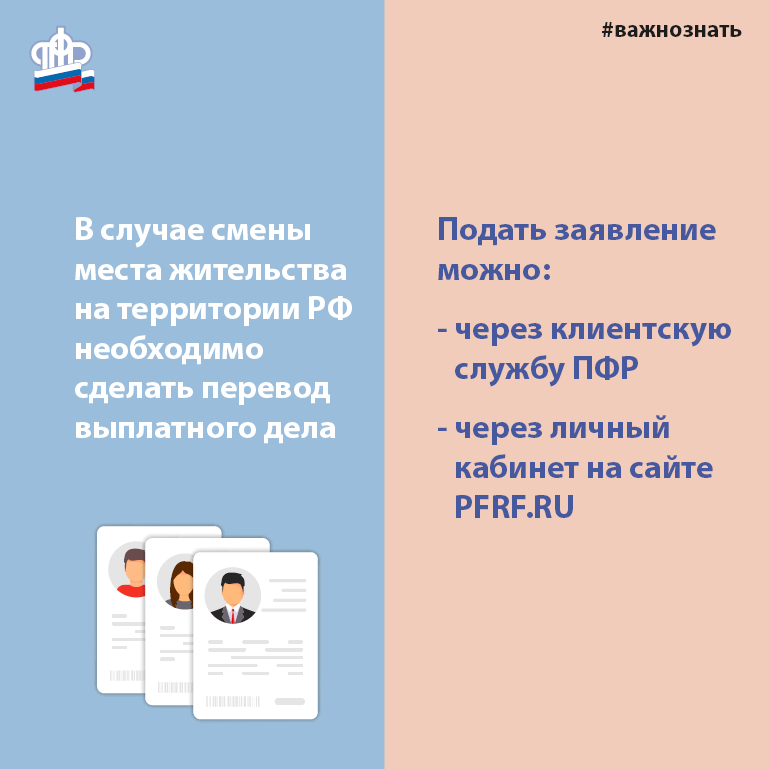 ПФР
#важнознать
В случае смены
места жительства
на территории РФ
необходимо
сделать перевод
выплатного дела
Подать заявление
можно:
- через клиентскую
службу ПФР
- через личный
кабинет на сайте
PFRF.RU